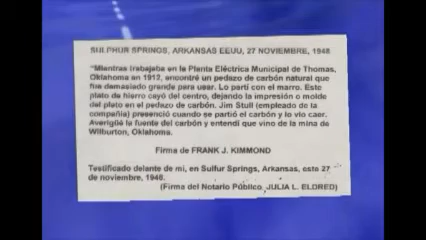 SULPHUR SPRINGS, ARKANSAS EEUU, 27 NOVIEMBRE, 1948
"Mientras trabajaba en la Planta Eléctrica Municipal de Thomas,
Oklahoma en 1912, encontré un pedazo de carbón natural que
fue damasiado grande para usar. Lo partí con el marro. Este
plato de hierro cayó del centro, dejando la impresión o molde
del plato en el pedazo de carbón. Jim Stull (empleado de la
compañía) presenció cuando se partió el carbón y lo vio caer.
Averigüé la fuente del carbón y entendí que vino de la mina de
Wilburton, Oklahoma.
Firma de FRANK J. KIMMOND
Testificado delante de mi, en Sulfur Springs, Arkansas, este 27
de noviembre, 1948.
(Firma del Notario Público, JULIA L. ELDRED)